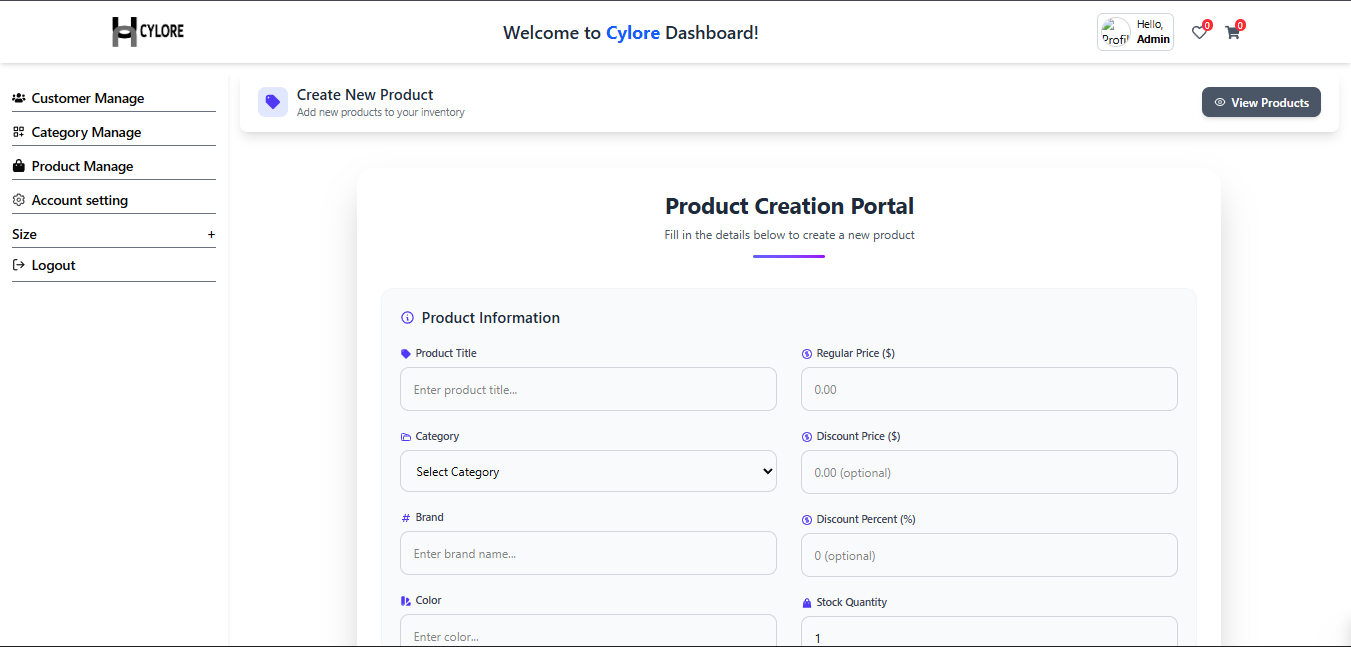 H CYLORE
Welcome to Cylore Dashboard!
Profil
Hello,
Admin
0
0
Customer Manage
Category Manage
Product Manage
Account setting
Size +
Logout
Create New Product
Add new products to your inventory
View Products
Product Creation Portal
Fill in the details below to create a new product
Product Information
Product Title
Enter product title...
Regular Price ($)
0.00
Category
Select Category
Discount Price ($)
0.00 (optional)
# Brand
Enter brand name...
Discount Percent (%)
0 (optional)
Color
Enter color...
Stock Quantity
1